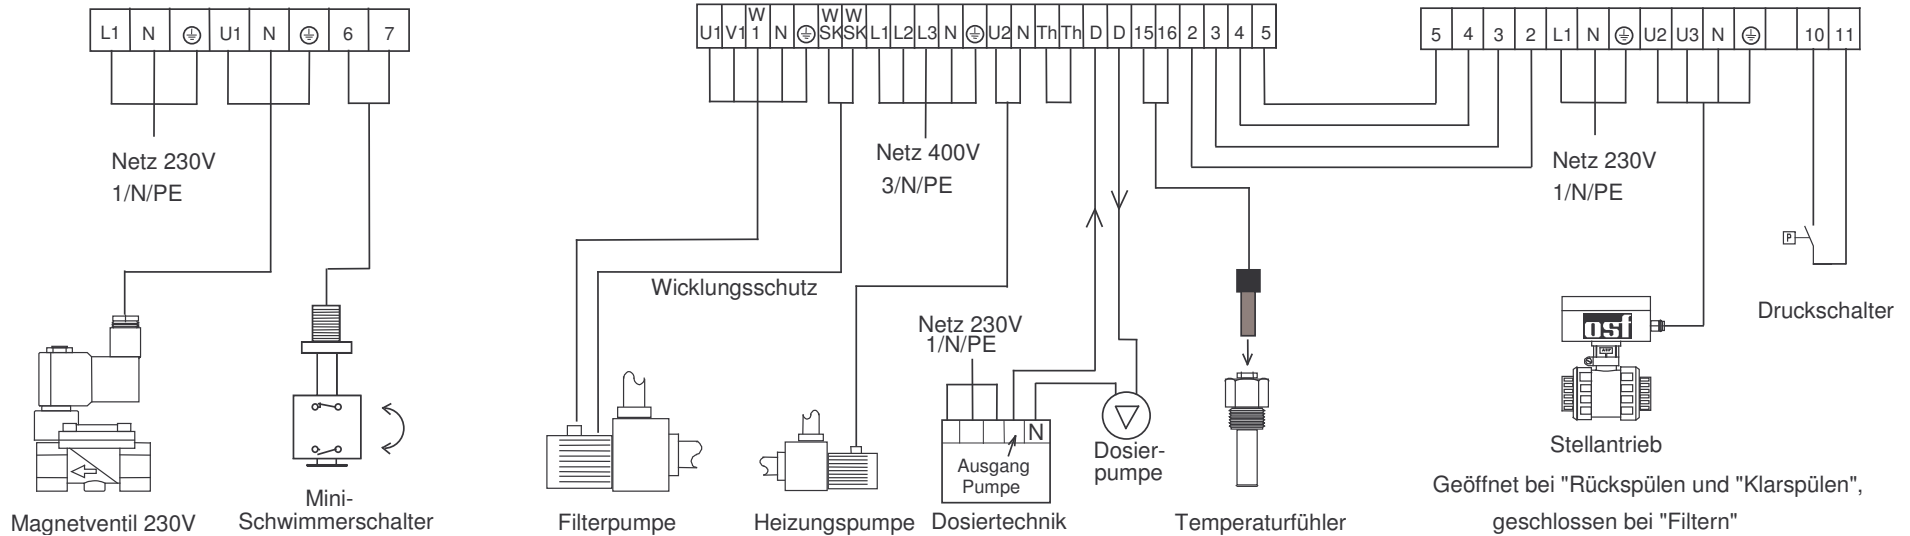 L1 N U1 N 6 7
Netz 230V
1/N/PE
Magnetventil 230V
Mini-
Schwimmerschalter
U1 V1 W1 N WSK WSK L1 L2 L3 N U2 N Th Th D D 15 16 2 3 4 5
Netz 400V
3/N/PE
Wicklungsschutz
Netz 230V
1/N/PE
N
Ausgang
Pumpe
Dosier-
pumpe
Filterpumpe
Heizungspumpe
Dosiertechnik
Temperaturfühler
5 4 3 2 L1 N U2 U3 N 10 11
Netz 230V
1/N/PE
P
Druckschalter
osf
Stellantrieb
Geöffnet bei "Rückspülen und "Klarspülen",
geschlossen bei "Filtern"